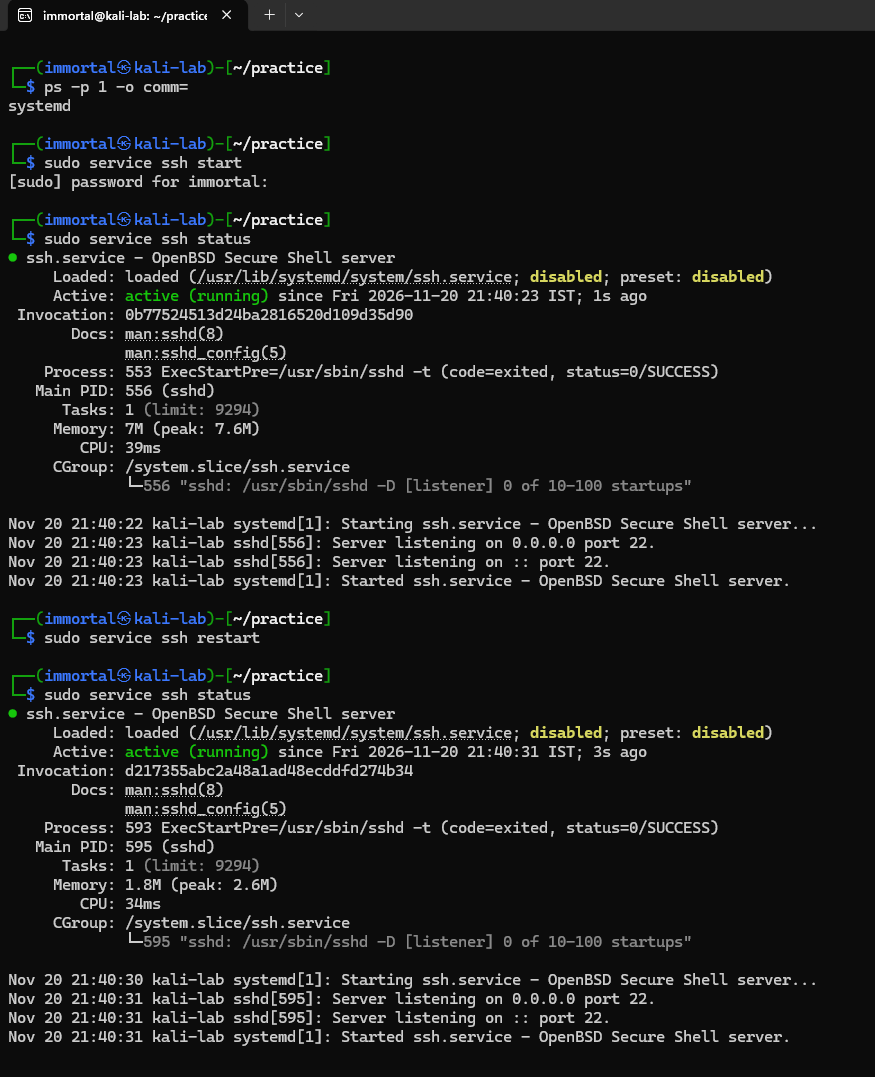 immortal@kali-lab: ~/practice
┌──(immortal㉿kali-lab)-[~/practice]
└─$ ps -p 1 -o comm=
systemd
┌──(immortal㉿kali-lab)-[~/practice]
└─$ sudo service ssh start
[sudo] password for immortal:
┌──(immortal㉿kali-lab)-[~/practice]
└─$ sudo service ssh status
● ssh.service - OpenBSD Secure Shell server
     Loaded: loaded (/usr/lib/systemd/system/ssh.service; disabled; preset: disabled)
     Active: active (running) since Fri 2026-11-20 21:40:23 IST; 1s ago
 Invocation: 0b77524513d24ba2816520d109d35d90
       Docs: man:sshd(8)
             man:sshd_config(5)
    Process: 553 ExecStartPre=/usr/sbin/sshd -t (code=exited, status=0/SUCCESS)
   Main PID: 556 (sshd)
      Tasks: 1 (limit: 9294)
     Memory: 7M (peak: 7.6M)
        CPU: 39ms
     CGroup: /system.slice/ssh.service
             └─556 "sshd: /usr/sbin/sshd -D [listener] 0 of 10-100 startups"
Nov 20 21:40:22 kali-lab systemd[1]: Starting ssh.service - OpenBSD Secure Shell server...
Nov 20 21:40:23 kali-lab sshd[556]: Server listening on 0.0.0.0 port 22.
Nov 20 21:40:23 kali-lab sshd[556]: Server listening on :: port 22.
Nov 20 21:40:23 kali-lab systemd[1]: Started ssh.service - OpenBSD Secure Shell server.
┌──(immortal㉿kali-lab)-[~/practice]
└─$ sudo service ssh restart
┌──(immortal㉿kali-lab)-[~/practice]
└─$ sudo service ssh status
● ssh.service - OpenBSD Secure Shell server
     Loaded: loaded (/usr/lib/systemd/system/ssh.service; disabled; preset: disabled)
     Active: active (running) since Fri 2026-11-20 21:40:31 IST; 3s ago
 Invocation: d217355abc2a48a1ad48ecddfd274b34
       Docs: man:sshd(8)
             man:sshd_config(5)
    Process: 593 ExecStartPre=/usr/sbin/sshd -t (code=exited, status=0/SUCCESS)
   Main PID: 595 (sshd)
      Tasks: 1 (limit: 9294)
     Memory: 1.8M (peak: 2.6M)
        CPU: 34ms
     CGroup: /system.slice/ssh.service
             └─595 "sshd: /usr/sbin/sshd -D [listener] 0 of 10-100 startups"
Nov 20 21:40:30 kali-lab systemd[1]: Starting ssh.service - OpenBSD Secure Shell server...
Nov 20 21:40:31 kali-lab sshd[595]: Server listening on 0.0.0.0 port 22.
Nov 20 21:40:31 kali-lab sshd[595]: Server listening on :: port 22.
Nov 20 21:40:31 kali-lab systemd[1]: Started ssh.service - OpenBSD Secure Shell server.